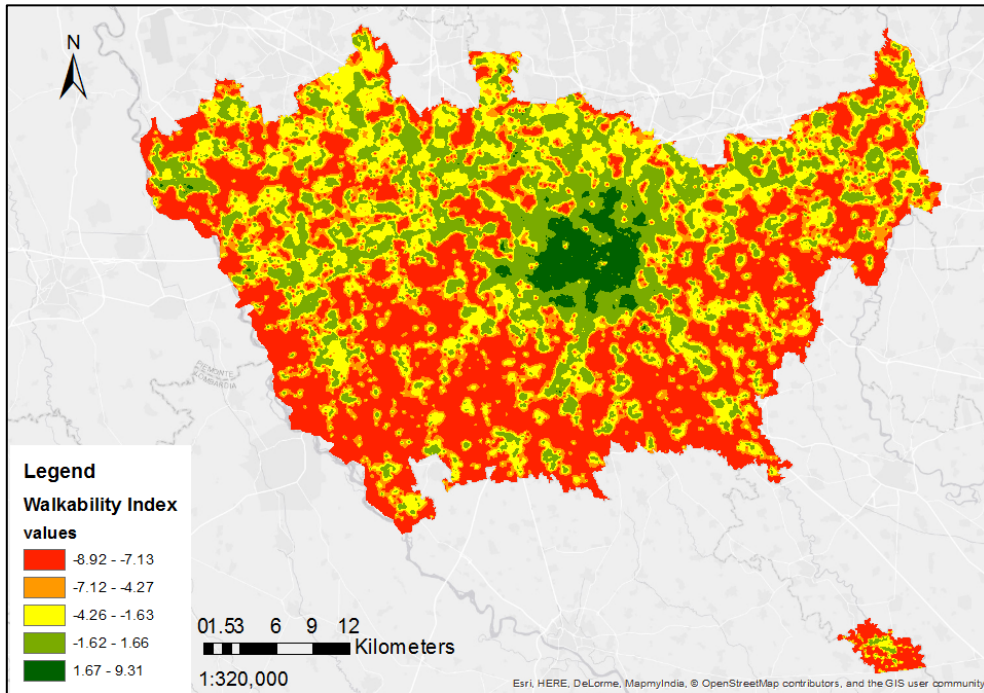 N
PIEMONTE
LOMBARDIA
Legend
Walkability Index
values
-8.92 - -7.13
-7.12 - -4.27
-4.26 - -1.63
-1.62 - 1.66
1.67 - 9.31
01.53 6 9 12
Kilometers
1:320,000
Esri, HERE, DeLorme, MapmyIndia, © OpenStreetMap contributors, and the GIS user community